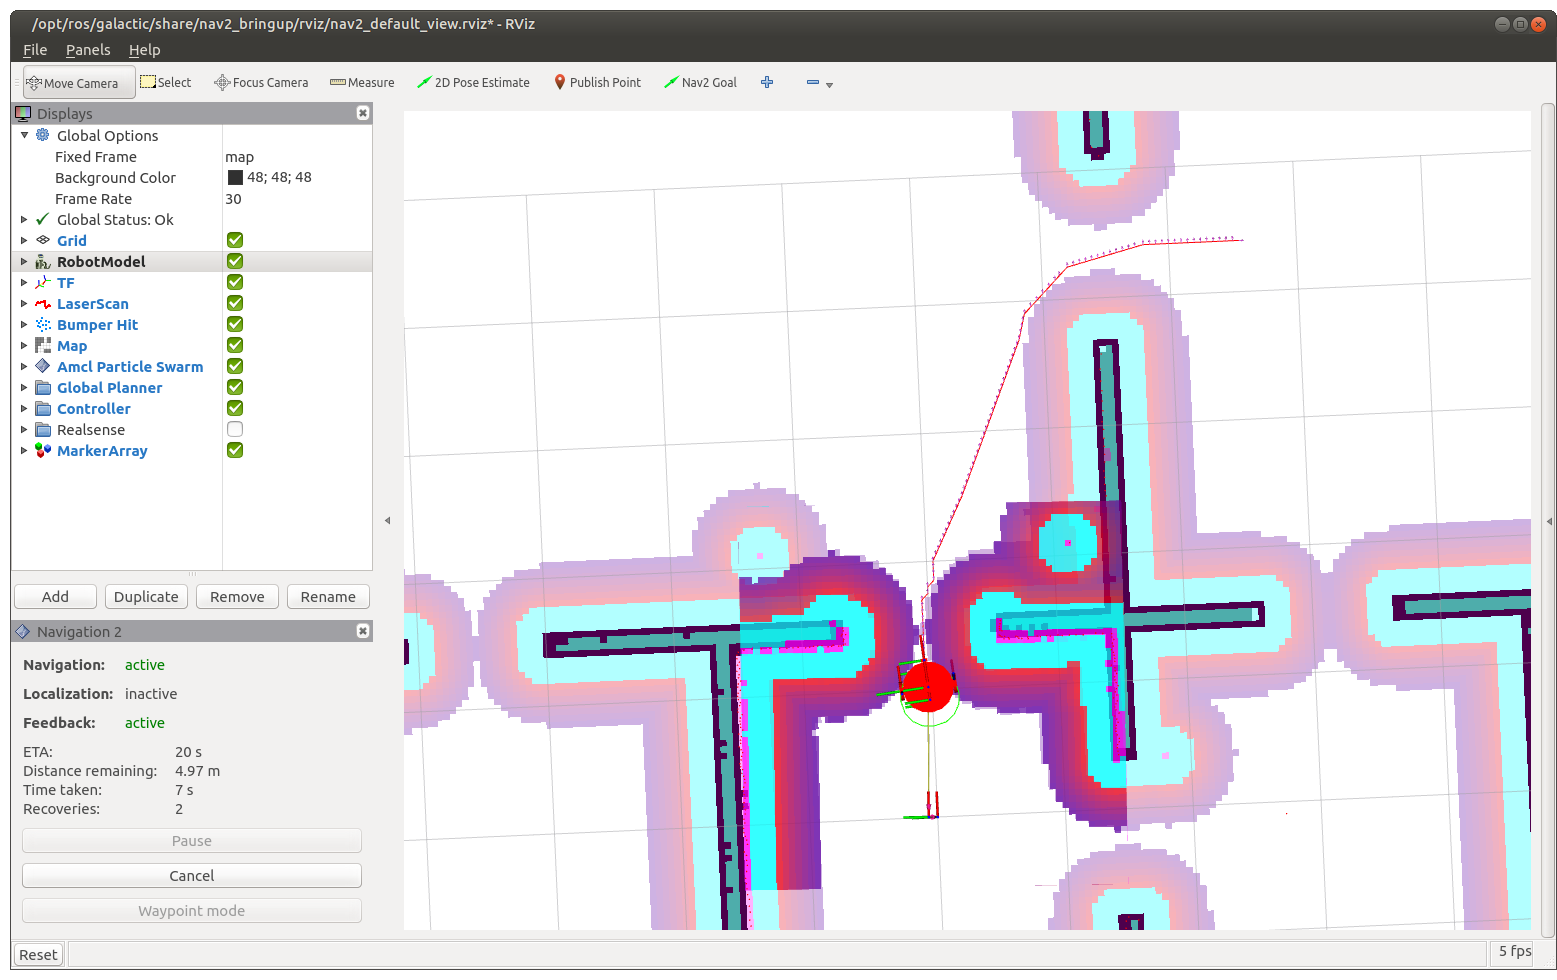 /opt/ros/galactic/share/nav2_bringup/rviz/nav2_default_view.rviz* - RViz
File Panels Help
Move Camera Select Focus Camera Measure 2D Pose Estimate Publish Point Nav2 Goal
Displays
Global Options
Fixed Frame map
Background Color 48; 48; 48
Frame Rate 30
Global Status: Ok
Grid
RobotModel
TF
LaserScan
Bumper Hit
Map
Amcl Particle Swarm
Global Planner
Controller
Realsense
MarkerArray
Add Duplicate Remove Rename
Navigation 2
Navigation: active
Localization: inactive
Feedback: active
ETA: 20 s
Distance remaining: 4.97 m
Time taken: 7 s
Recoveries: 2
Pause
Cancel
Waypoint mode
Reset 5 fps